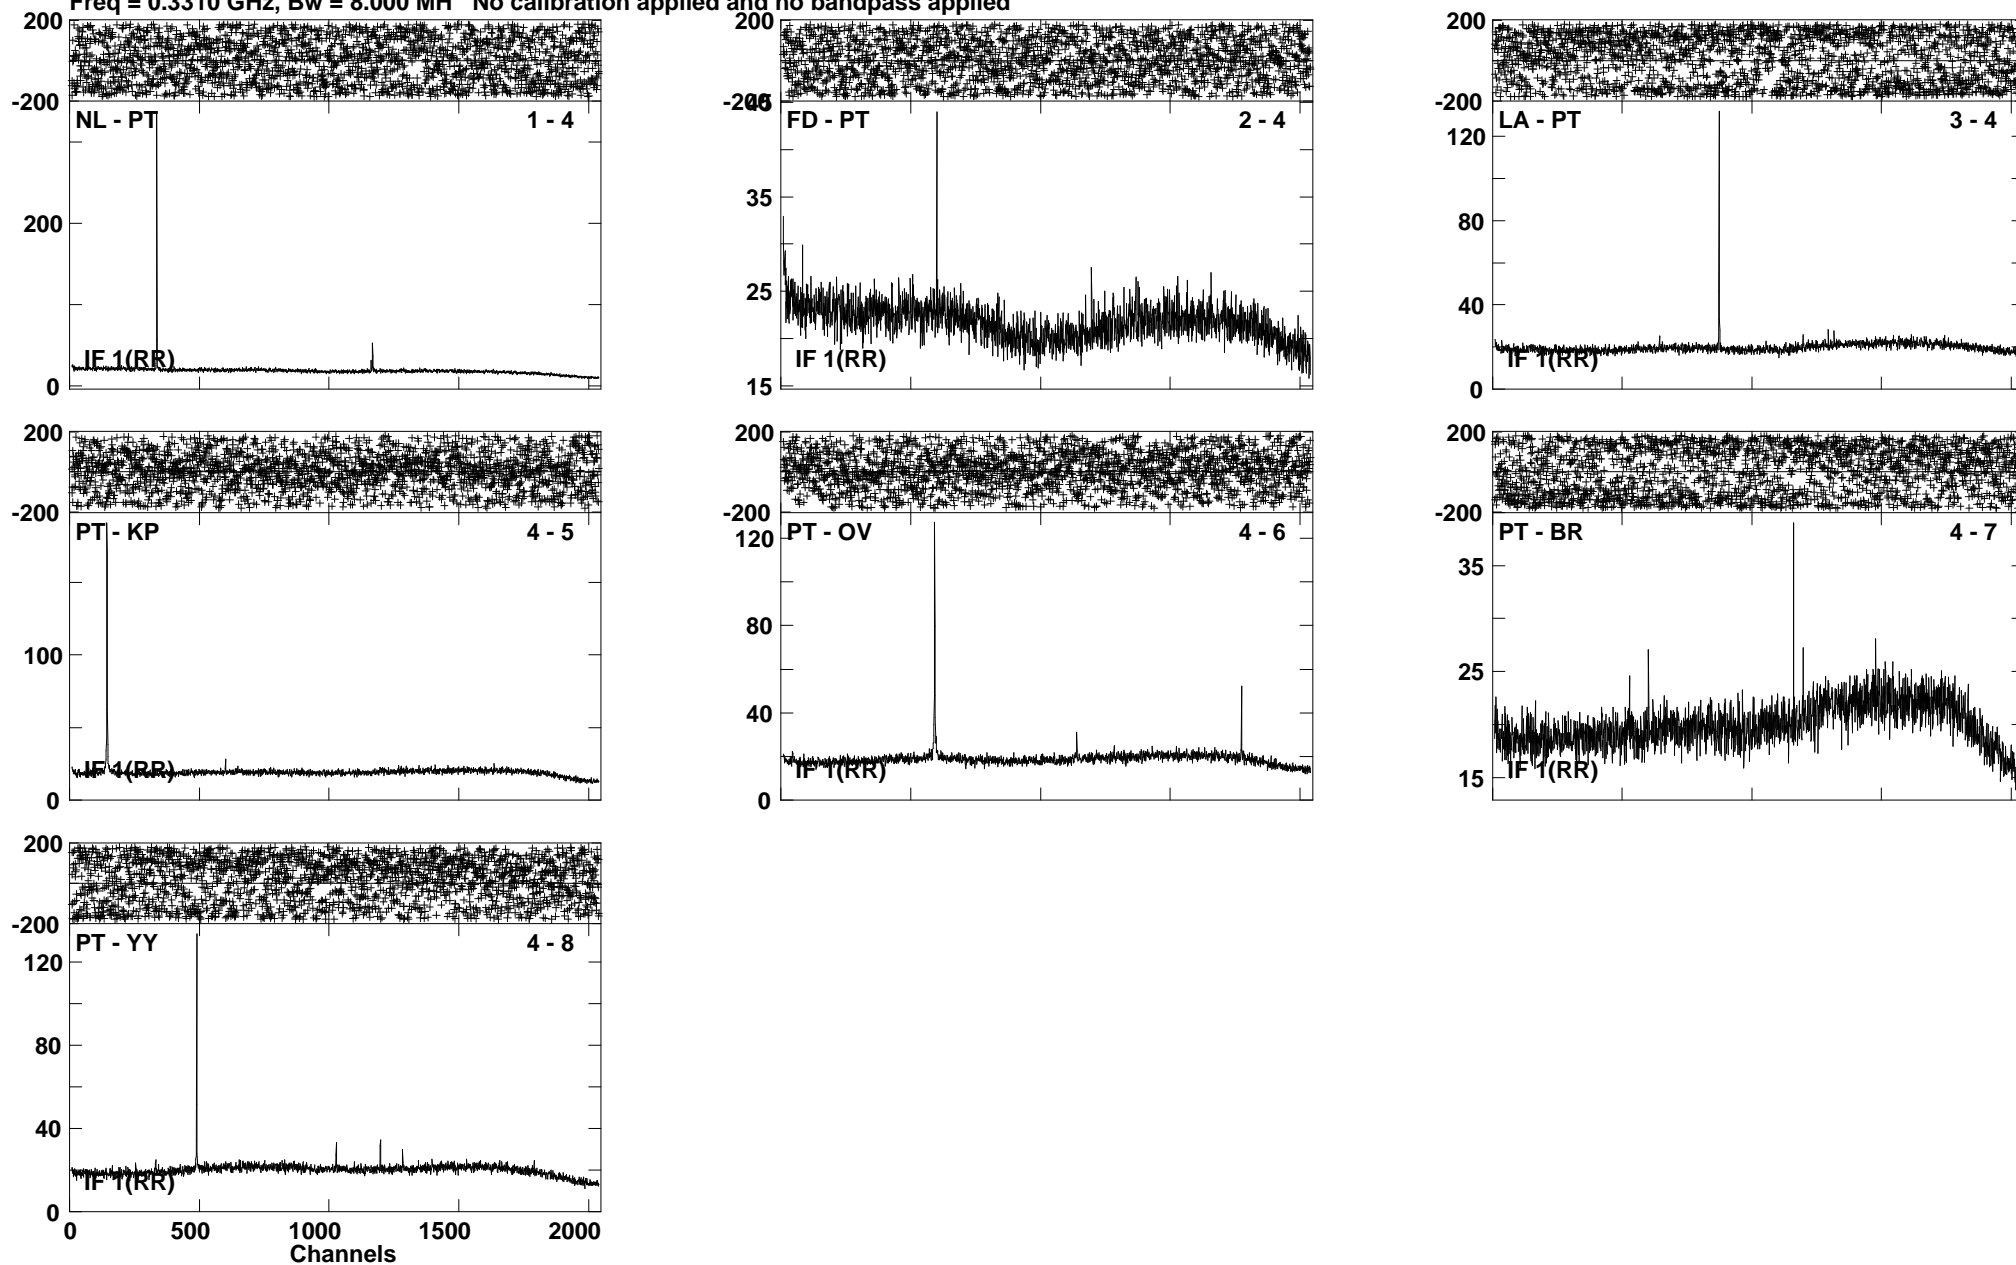 Freq = 0.3310 GHz, Bw = 8.000 MH No calibration applied and no bandpass applied
200 200 200
-200 -200 45 -200
NL - PT 1 - 4 FD - PT 2 - 4 LA - PT 3 - 4
120
35
200 80
25
40
IF 1(RR) IF 1(RR) IF 1(RR)
0 15 0
200 200 200
-200 -200 -200
PT - KP 4 - 5 PT - OV 4 - 6 PT - BR 4 - 7
120
35
100 80
25
40
IF 1(RR) IF 1(RR) IF 1(RR)
15
0 0
200
-200
PT - YY 4 - 8
120
80
40
IF 1(RR)
0
0 500 1000 1500 2000
Channels